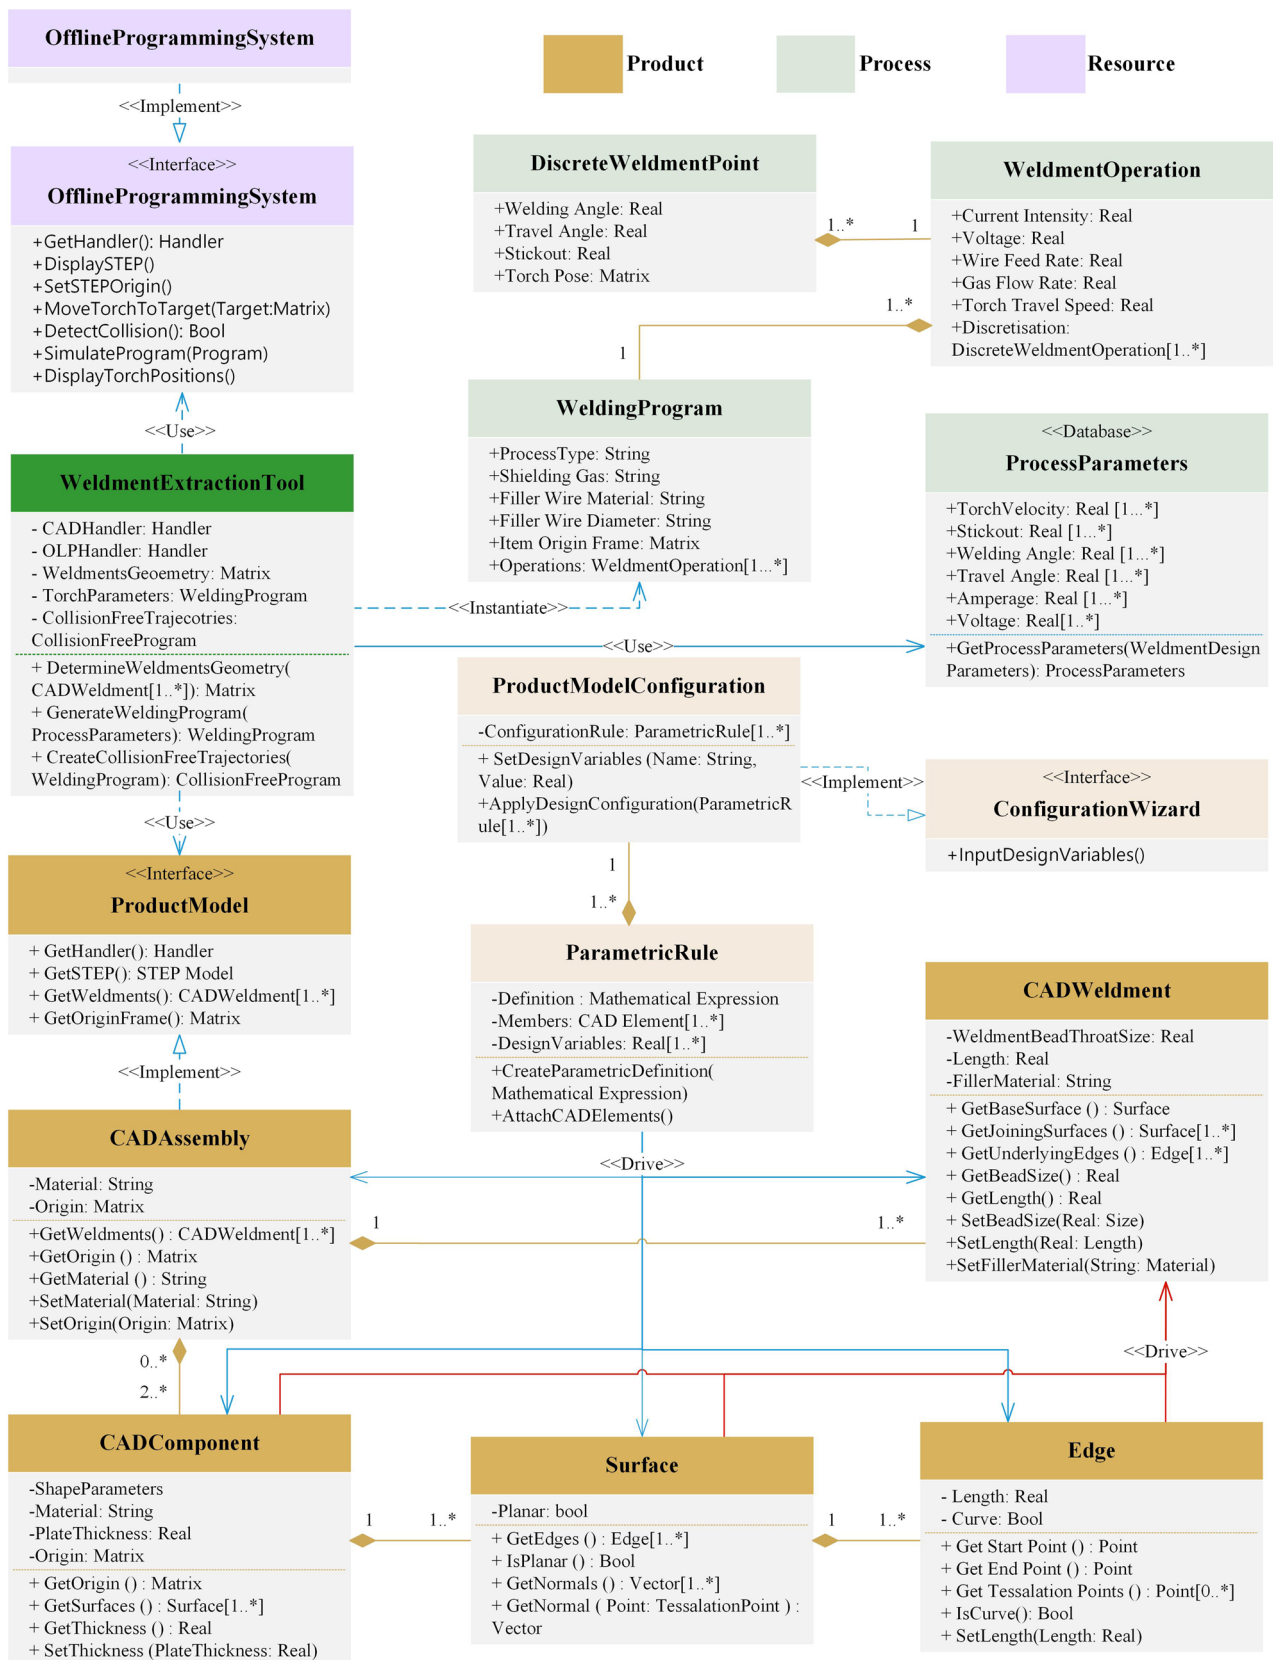 OfflineProgrammingSystem
Product
Process
Resource
<<Implement>>
<<Interface>>
OfflineProgrammingSystem
+GetHandler(): Handler
+DisplaySTEP()
+SetSTEPOrigin()
+MoveTorchToTarget(Target:Matrix)
+DetectCollision(): Bool
+SimulateProgram(Program)
+DisplayTorchPositions()
<<Use>>
DiscreteWeldmentPoint
+Welding Angle: Real
+Travel Angle: Real
+Stickout: Real
+Torch Pose: Matrix
1..*
1
WeldmentOperation
+Current Intensity: Real
+Voltage: Real
+Wire Feed Rate: Real
+Gas Flow Rate: Real
+Torch Travel Speed: Real
+Discretisation:
DiscreteWeldmentOperation[1..*]
1..*
1
WeldingProgram
+ProcessType: String
+Shielding Gas: String
+Filler Wire Material: String
+Filler Wire Diameter: String
+Item Origin Frame: Matrix
+Operations: WeldmentOperation[1...*]
<<Database>>
ProcessParameters
+TorchVelocity: Real [1...*]
+Stickout: Real [1...*]
+Welding Angle: Real [1...*]
+Travel Angle: Real [1...*]
+Amperage: Real [1...*]
+Voltage: Real[1..*]
+GetProcessParameters(WeldmentDesign
Parameters): ProcessParameters
WeldmentExtractionTool
- CADHandler: Handler
- OLPHandler: Handler
- WeldmentsGeoemetry: Matrix
- TorchParameters: WeldingProgram
- CollisionFreeTrajecotries:
CollisionFreeProgram
+ DetermineWeldmentsGeometry(
CADWeldment[1..*]): Matrix
+ GenerateWeldingProgram(
ProcessParameters): WeldingProgram
+ CreateCollisionFreeTrajectories(
WeldingProgram): CollisionFreeProgram
<<Instantiate>>
<<Use>>
<<Use>>
ProductModelConfiguration
-ConfigurationRule: ParametricRule[1..*]
+ SetDesignVariables (Name: String,
Value: Real)
+ApplyDesignConfiguration(ParametricR
ule[1..*])
<<Implement>>
<<Interface>>
ConfigurationWizard
+InputDesignVariables()
1
1..*
<<Interface>>
ProductModel
+ GetHandler(): Handler
+ GetSTEP(): STEP Model
+ GetWeldments(): CADWeldment[1..*]
+ GetOriginFrame(): Matrix
<<Implement>>
ParametricRule
-Definition : Mathematical Expression
-Members: CAD Element[1..*]
-DesignVariables: Real[1..*]
+CreateParametricDefinition(
Mathematical Expression)
+AttachCADElements()
<<Drive>>
CADWeldment
-WeldmentBeadThroatSize: Real
-Length: Real
-FillerMaterial: String
+ GetBaseSurface () : Surface
+ GetJoiningSurfaces () : Surface[1..*]
+ GetUnderlyingEdges () : Edge[1..*]
+ GetBeadSize() : Real
+ GetLength() : Real
+ SetBeadSize(Real: Size)
+SetLength(Real: Length)
+SetFillerMaterial(String: Material)
CADAssembly
-Material: String
-Origin: Matrix
+GetWeldments() : CADWeldment[1..*]
+GetOrigin () : Matrix
+GetMaterial () : String
+SetMaterial(Material: String)
+SetOrigin(Origin: Matrix)
1
1..*
0..*
2..*
<<Drive>>
CADComponent
-ShapeParameters
-Material: String
-PlateThickness: Real
-Origin: Matrix
+ GetOrigin () : Matrix
+ GetSurfaces () : Surface[1..*]
+ GetThickness () : Real
+ SetThickness (PlateThickness: Real)
1
1..*
Surface
-Planar: bool
+ GetEdges () : Edge[1..*]
+ IsPlanar () : Bool
+ GetNormals () : Vector[1..*]
+ GetNormal ( Point: TessalationPoint ) :
Vector
1
1..*
Edge
- Length: Real
- Curve: Bool
+ Get Start Point () : Point
+ Get End Point () : Point
+ Get Tessalation Points () : Point[0..*]
+ IsCurve(): Bool
+ SetLength(Length: Real)